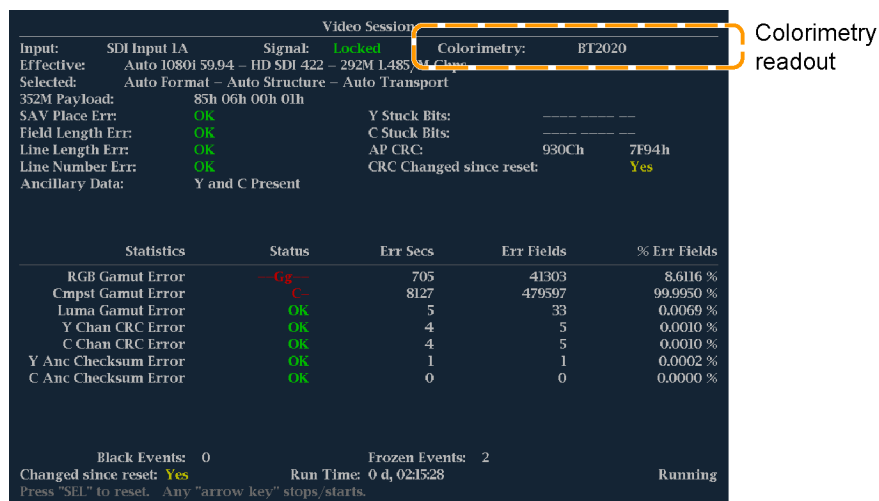 Video Session
Input: SDI Input 1A Signal: Locked Colorimetry: BT2020
Effective: Auto 1080i 59.94 – HD SDI 422 – 292M 1.485/M Gbps
Selected: Auto Format – Auto Structure – Auto Transport
352M Payload: 85h 06h 00h 01h
SAV Place Err: OK Y Stuck Bits: ---- ---- --
Field Length Err: OK C Stuck Bits: ---- ---- --
Line Length Err: OK AP CRC: 930Ch 7F94h
Line Number Err: OK CRC Changed since reset: Yes
Ancillary Data: Y and C Present
Statistics Status Err Secs Err Fields % Err Fields
RGB Gamut Error ---Gg--- 705 41303 8.6116 %
Cmpst Gamut Error C-- 8127 479597 99.9950 %
Luma Gamut Error OK 5 33 0.0069 %
Y Chan CRC Error OK 4 5 0.0010 %
C Chan CRC Error OK 4 5 0.0010 %
Y Anc Checksum Error OK 1 1 0.0002 %
C Anc Checksum Error OK 0 0 0.0000 %
Black Events: 0 Frozen Events: 2
Changed since reset: Yes Run Time: 0 d, 02:15:28 Running
Press "SEL" to reset. Any "arrow key" stops/starts.
Colorimetry
readout